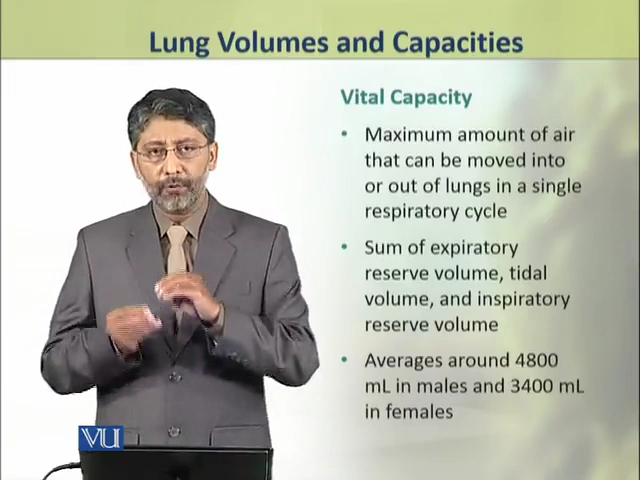 Lung Volumes and Capacities
Vital Capacity
• Maximum amount of air
that can be moved into
or out of lungs in a single
respiratory cycle
• Sum of expiratory
reserve volume, tidal
volume, and inspiratory
reserve volume
• Averages around 4800
mL in males and 3400 mL
in females
VU